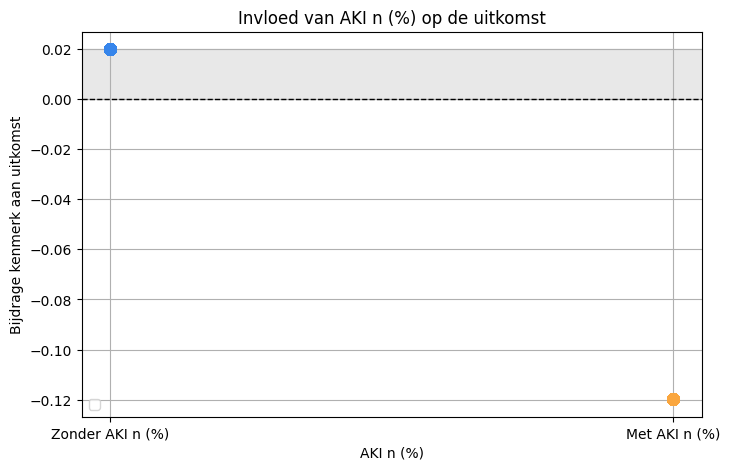 Invloed van AKI n (%) op de uitkomst
Bijdrage kenmerk aan uitkomst
0.02
0.00
−0.02
−0.04
−0.06
−0.08
−0.10
−0.12
Zonder AKI n (%)
Met AKI n (%)
AKI n (%)